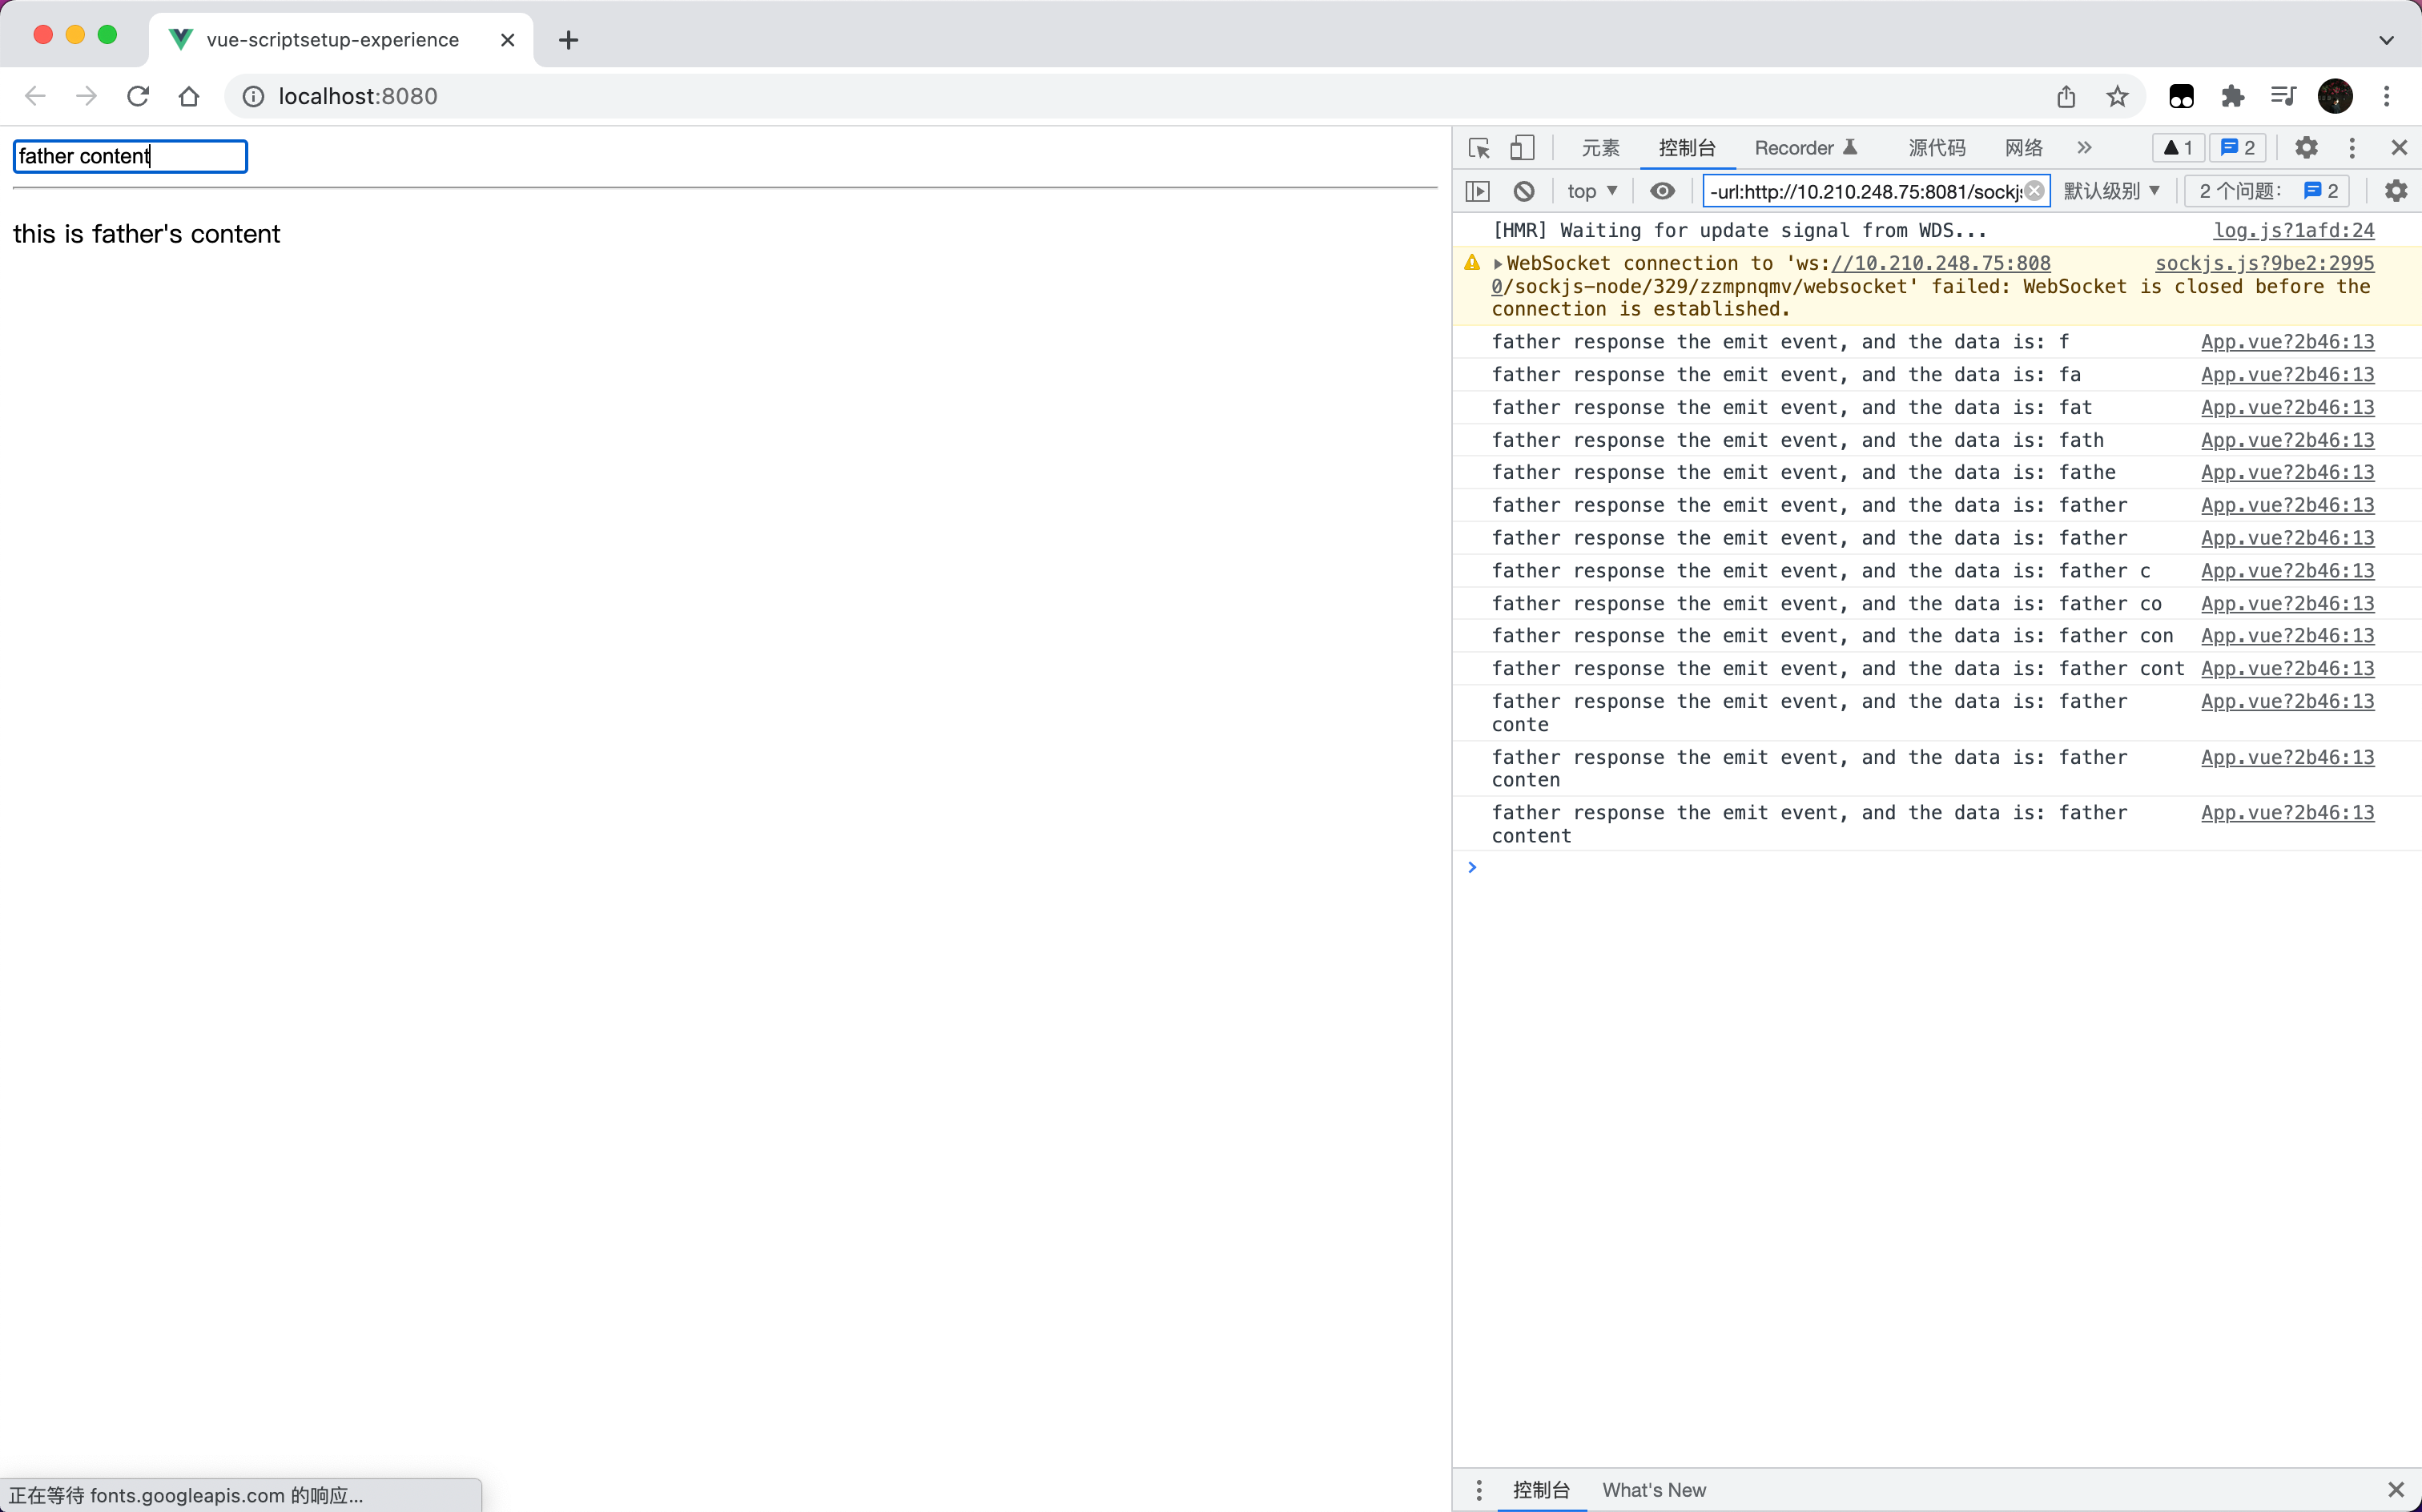 vue-scriptsetup-experience
localhost:8080
father content
this is father's content
元素 控制台 Recorder 源代码 网络 » 1 2
top -url:http://10.210.248.75:8081/sockj 默认级别 2 个问题: 2
[HMR] Waiting for update signal from WDS... log.js?1afd:24
WebSocket connection to 'ws://10.210.248.75:808 sockjs.js?9be2:2995
0/sockjs-node/329/zzmpnqmv/websocket' failed: WebSocket is closed before the
connection is established.
father response the emit event, and the data is: f App.vue?2b46:13
father response the emit event, and the data is: fa App.vue?2b46:13
father response the emit event, and the data is: fat App.vue?2b46:13
father response the emit event, and the data is: fath App.vue?2b46:13
father response the emit event, and the data is: fathe App.vue?2b46:13
father response the emit event, and the data is: father App.vue?2b46:13
father response the emit event, and the data is: father App.vue?2b46:13
father response the emit event, and the data is: father c App.vue?2b46:13
father response the emit event, and the data is: father co App.vue?2b46:13
father response the emit event, and the data is: father con App.vue?2b46:13
father response the emit event, and the data is: father cont App.vue?2b46:13
father response the emit event, and the data is: father App.vue?2b46:13
conte
father response the emit event, and the data is: father App.vue?2b46:13
conten
father response the emit event, and the data is: father App.vue?2b46:13
content
正在等待 fonts.googleapis.com 的响应...
控制台 What's New